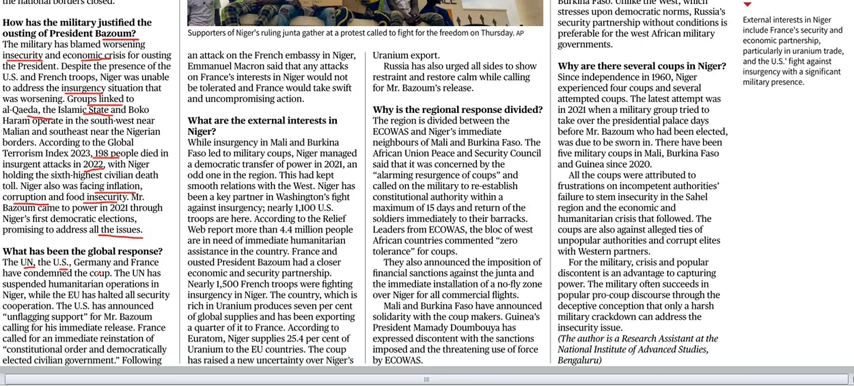 the national borders closed.
How has the military justified the
ousting of President Bazoum?
The military has blamed worsening
insecurity and economic crisis for ousting
the President. Despite the presence of the
U.S. and French troops, Niger was unable
to address the insurgency situation that
was worsening. Groups linked to
al-Qaeda, the Islamic State and Boko
Haram operate in the south-west near
Malian and southeast near the Nigerian
borders. According to the Global
Terrorism Index 2023, 198 people died in
insurgent attacks in 2022, with Niger
holding the sixth-highest civilian death
toll. Niger also was facing inflation,
corruption and food insecurity. Mr.
Bazoum came to power in 2021 through
Niger's first democratic elections,
promising to address all the issues.
What has been the global response?
The UN, the U.S., Germany and France
have condemned the coup. The UN has
suspended humanitarian operations in
Niger, while the EU has halted all security
cooperation. The U.S. has announced
"unflagging support" for Mr. Bazoum
calling for his immediate release. France
called for an immediate reinstation of
"constitutional order and democratically
elected civilian government." Following
Supporters of Niger's ruling junta gather at a protest called to fight for the freedom on Thursday. AP
an attack on the French embassy in Niger,
Emmanuel Macron said that any attacks
on France's interests in Niger would not
be tolerated and France would take swift
and uncompromising action.
What are the external interests in
Niger?
While insurgency in Mali and Burkina
Faso led to military coups, Niger managed
a democratic transfer of power in 2021, an
odd one in the region. This had kept
smooth relations with the West. Niger has
been a key partner in Washington's fight
against insurgency; nearly 1,100 U.S.
troops are here. According to the Relief
Web report more than 4.4 million people
are in need of immediate humanitarian
assistance in the country. France and
ousted President Bazoum had a closer
economic and security partnership.
Nearly 1,500 French troops were fighting
insurgency in Niger. The country, which is
rich in Uranium produces seven per cent
of global supplies and has been exporting
a quarter of it to France. According to
Euratom, Niger supplies 25.4 per cent of
Uranium to the EU countries. The coup
has raised a new uncertainty over Niger's
Uranium export.
Russia has also urged all sides to show
restraint and restore calm while calling
for Mr. Bazoum's release.
Why is the regional response divided?
The region is divided between the
ECOWAS and Niger's immediate
neighbours of Mali and Burkina Faso. The
African Union Peace and Security Council
said that it was concerned by the
"alarming resurgence of coups" and
called on the military to re-establish
constitutional authority within a
maximum of 15 days and return of the
soldiers immediately to their barracks.
Leaders from ECOWAS, the bloc of west
African countries commented "zero
tolerance" for coups.
They also announced the imposition of
financial sanctions against the junta and
the immediate installation of a no-fly zone
over Niger for all commercial flights.
Mali and Burkina Faso have announced
solidarity with the coup makers. Guinea's
President Mamady Doumbouya has
expressed discontent with the sanctions
imposed and the threatening use of force
by ECOWAS.
Burkina Faso. Unlike the West, which
stresses upon democratic norms, Russia's
security partnership without conditions is
preferable for the west African military
governments.
Why are there several coups in Niger?
Since independence in 1960, Niger
experienced four coups and several
attempted coups. The latest attempt was
in 2021 when a military group tried to
take over the presidential palace days
before Mr. Bazoum who had been elected,
was due to be sworn in. There have been
five military coups in Mali, Burkina Faso
and Guinea since 2020.
All the coups were attributed to
frustrations on incompetent authorities'
failure to stem insecurity in the Sahel
region and the economic and
humanitarian crisis that followed. The
coups are also against alleged ties of
unpopular authorities and corrupt elites
with Western partners.
For the military, crisis and popular
discontent is an advantage to capturing
power. The military often succeeds in
popular pro-coup discourse through the
deceptive conception that only a harsh
military crackdown can address the
insurgency issue.
(The author is a Research Assistant at the
National Institute of Advanced Studies,
Bengaluru)
External interests in Niger
include France's security and
economic partnership,
particularly in uranium trade,
and the U.S.' fight against
insurgency with a significant
military presence.